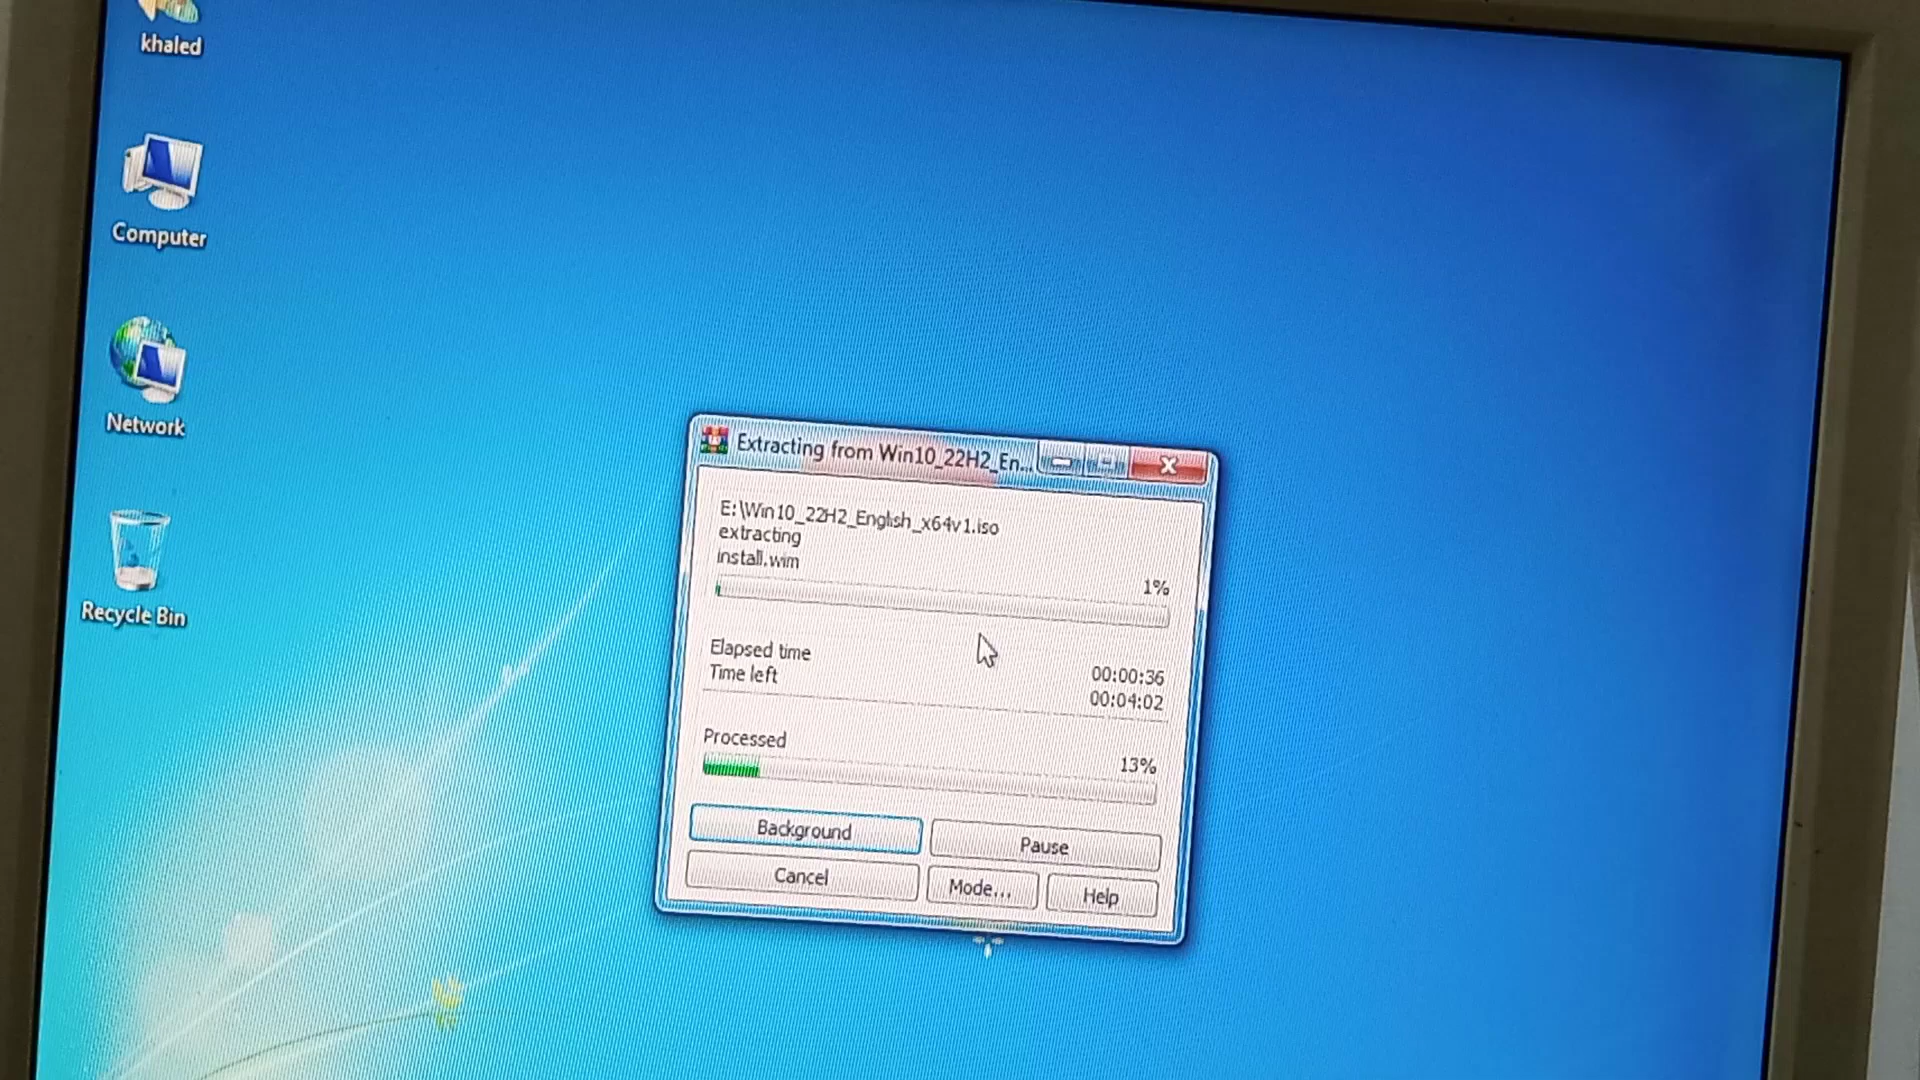 khaled
Computer
Network
Recycle Bin
Extracting from Win10_22H2_En...
E:\Win10_22H2_English_x64v1.iso
extracting
install.wim
1%
Elapsed time 00:00:36
Time left 00:04:02
Processed
13%
Background
Pause
Cancel
Mode...
Help